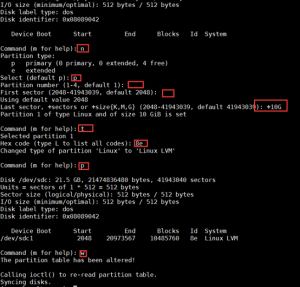 I/O size (minimum/optimal): 512 bytes / 512 bytes
Disk label type: dos
Disk identifier: 0x08089042
Device Boot Start End Blocks Id System
Command (m for help): n
Partition type:
p primary (0 primary, 0 extended, 4 free)
e extended
Select (default p): p
Partition number (1-4, default 1):
First sector (2048-41943039, default 2048):
Using default value 2048
Last sector, +sectors or +size{K,M,G} (2048-41943039, default 41943039): +10G
Partition 1 of type Linux and of size 10 GiB is set
Command (m for help): t
Selected partition 1
Hex code (type L to list all codes): 8e
Changed type of partition 'Linux' to 'Linux LVM'
Command (m for help): p
Disk /dev/sdc: 21.5 GB, 21474836480 bytes, 41943040 sectors
Units = sectors of 1 * 512 = 512 bytes
Sector size (logical/physical): 512 bytes / 512 bytes
I/O size (minimum/optimal): 512 bytes / 512 bytes
Disk label type: dos
Disk identifier: 0x08089042
Device Boot Start End Blocks Id System
/dev/sdc1 2048 20973567 10485760 8e Linux LVM
Command (m for help): w
The partition table has been altered!
Calling ioctl() to re-read partition table.
Syncing disks.